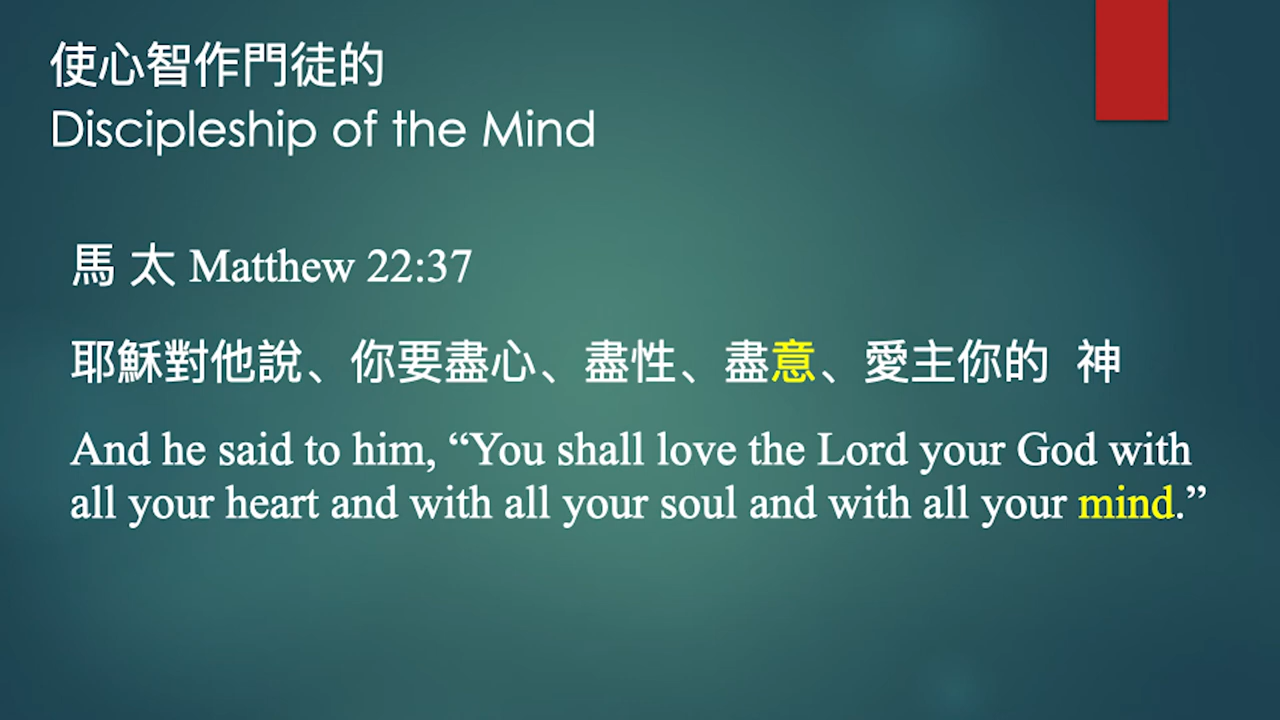 使心智作門徒的
Discipleship of the Mind
馬 太 Matthew 22:37
耶穌對他說、你要盡心、盡性、盡意、愛主你的 神
And he said to him, “You shall love the Lord your God with
all your heart and with all your soul and with all your mind.”